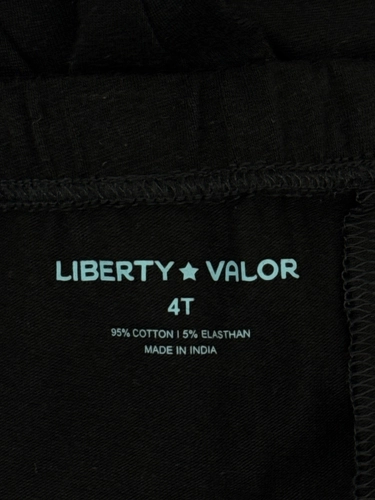 LIBERTY ★ VALOR
4T
95% COTTON | 5% ELASTHAN
MADE IN INDIA